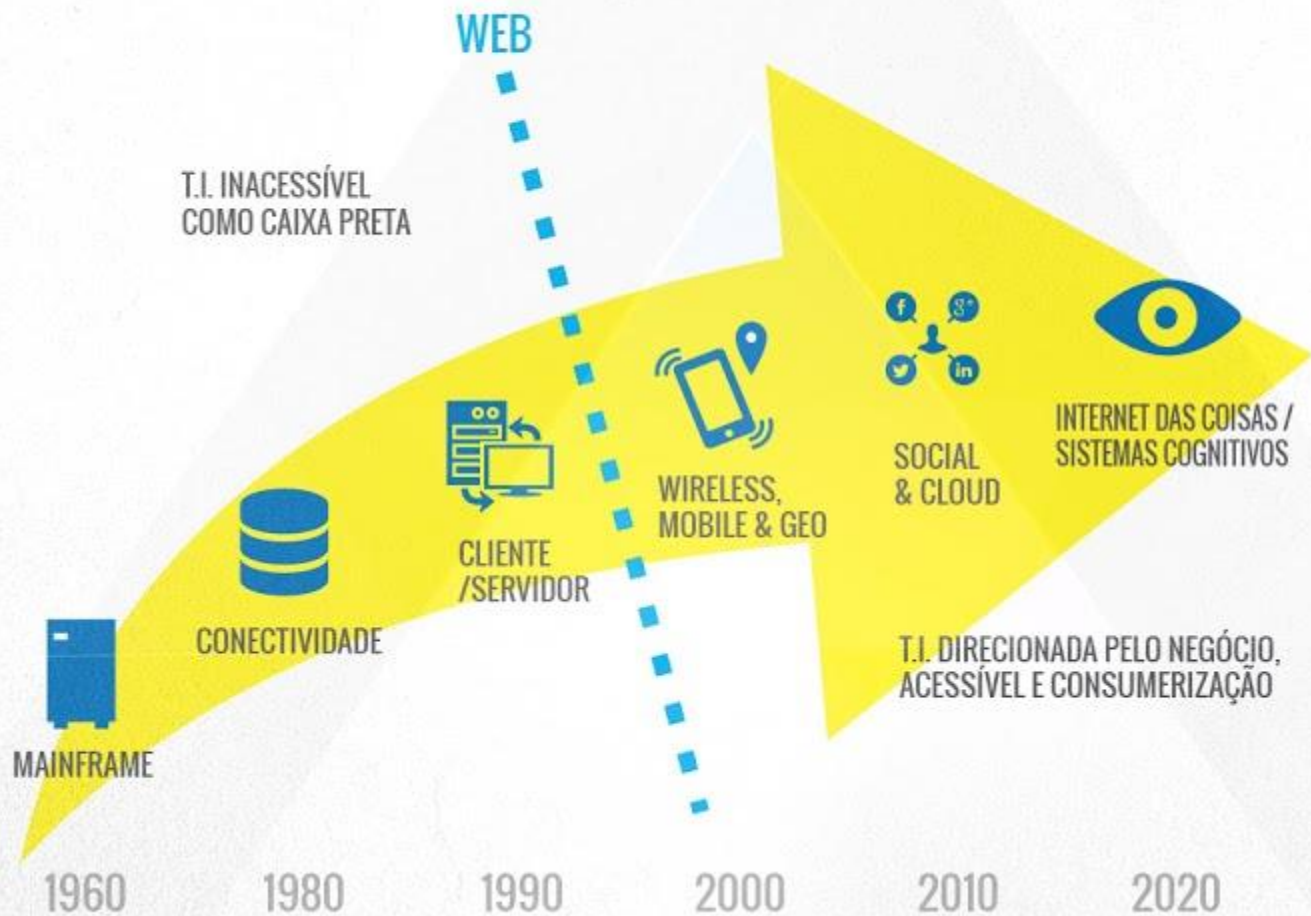 WEB
T.I. INACESSÍVEL
COMO CAIXA PRETA
MAINFRAME
CONECTIVIDADE
CLIENTE
/SERVIDOR
WIRELESS,
MOBILE & GEO
f
g+
in
SOCIAL
& CLOUD
INTERNET DAS COISAS /
SISTEMAS COGNITIVOS
T.I. DIRECIONADA PELO NEGÓCIO,
ACESSÍVEL E CONSUMERIZAÇÃO
1960
1980
1990
2000
2010
2020